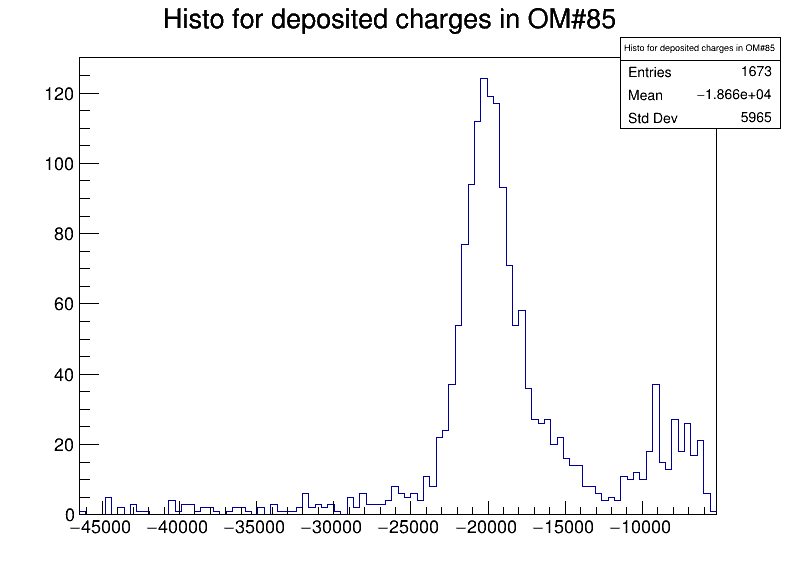 Histo for deposited charges in OM#85
Histo for deposited charges in OM#85
Entries 1673
Mean −1.866e+04
Std Dev 5965
120
100
80
60
40
20
0
−45000 −40000 −35000 −30000 −25000 −20000 −15000 −10000